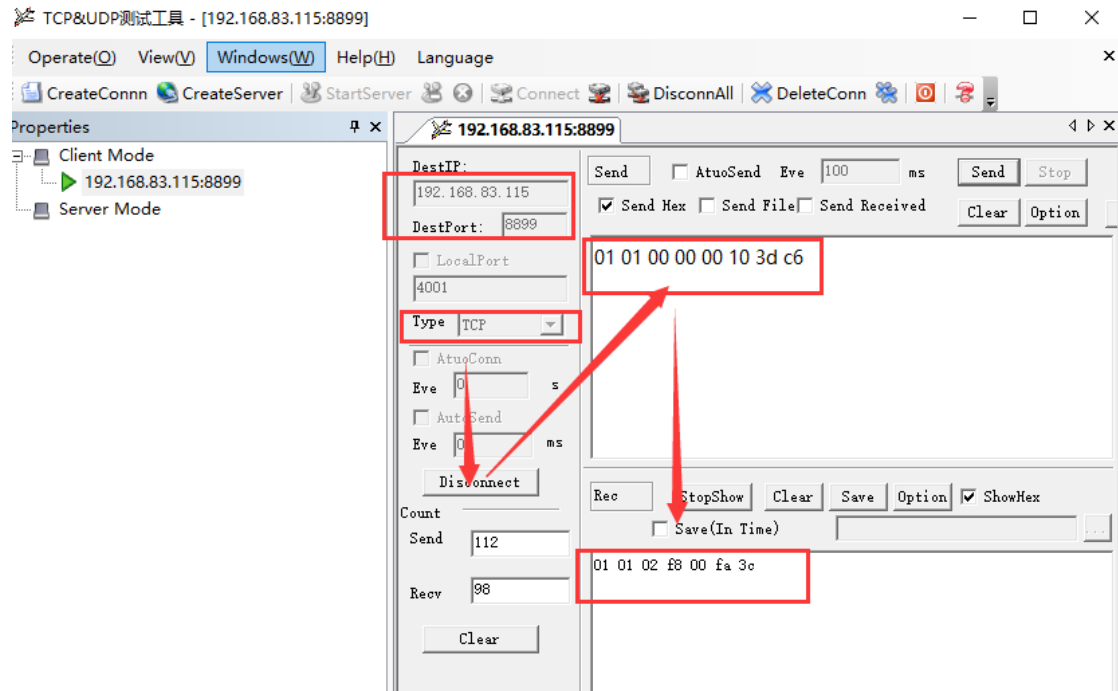 TCP&UDP测试工具 - [192.168.83.115:8899]
Operate(O) View(V) Windows(W) Help(H) Language
CreateConnn CreateServer StartServer Connect DisconnAll DeleteConn
Properties
192.168.83.115:8899
Client Mode
192.168.83.115:8899
Server Mode
DestIP:
192.168.83.115
DestPort: 8899
LocalPort
4001
Type TCP
AtuoConn
Eve 0 s
AutoSend
Eve 0 ms
Disconnect
Count
Send 112
Recv 98
Clear
Send AtuoSend Eve 100 ms Send Stop
Send Hex Send File Send Received Clear Option
01 01 00 00 00 10 3d c6
Rec StopShow Clear Save Option ShowHex
Save(In Time) ...
01 01 02 f8 00 fa 3c